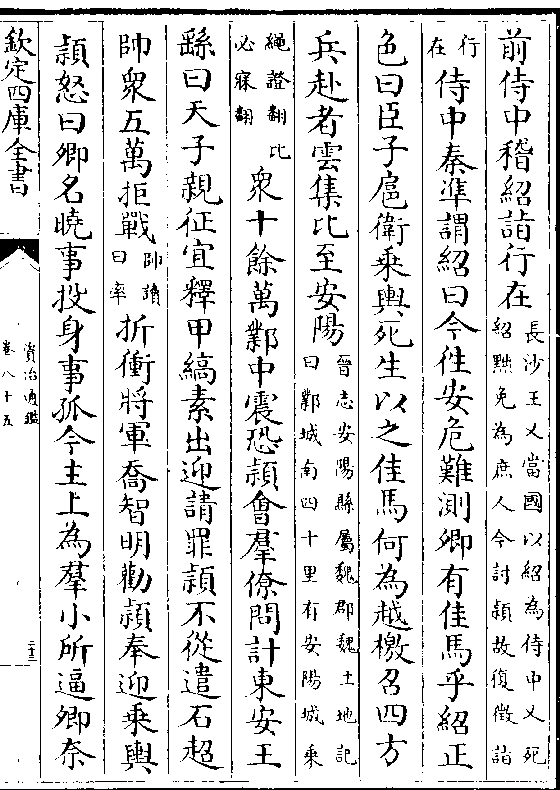 前侍中稽紹詣行在
長沙王乂當國以紹為侍中乂死
紹黜免為庶人今討頴故復徵詣
行
在
侍中秦準謂紹曰今往安危難測卿有佳馬乎紹正
色曰臣子扈衛乘輿死生以之佳馬何為越檄召四方
兵赴者雲集比至安陽
晉志安陽縣屬魏郡魏土地記
曰鄴城南四十里有安陽城乘
繩證翻比
必寐翻
衆十餘萬鄴中震恐頴會羣僚問計東安王
繇曰天子親征宜釋甲縞素出迎請罪頴不從遣石超
帥衆五萬拒戰
帥讀
曰率
折衝將軍喬智明勸頴奉迎乘輿
頴怒曰卿名曉事投身事孤今主上為羣小所逼卿奈
欽定四庫全書
資治通鑑
卷八十五